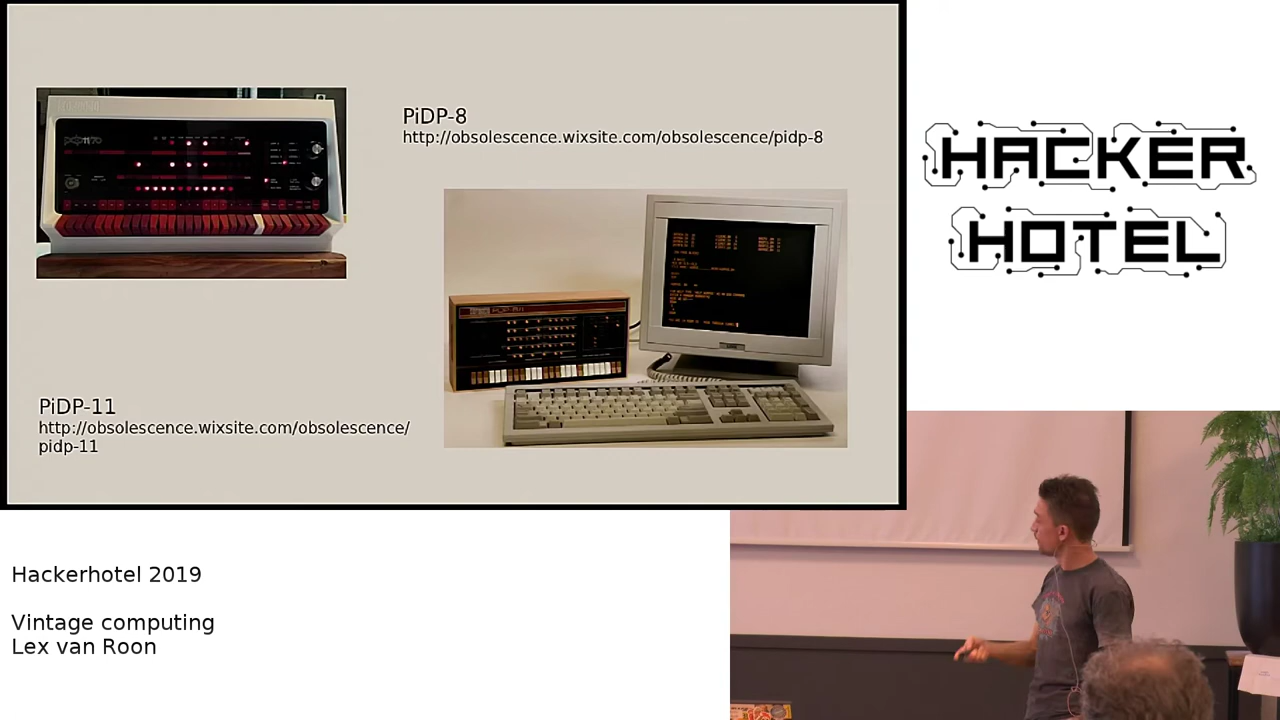 PiDP-8
http://obsolescence.wixsite.com/obsolescence/pidp-8
HACKER
HOTEL
PiDP-11
http://obsolescence.wixsite.com/obsolescence/
pidp-11
Hackerhotel 2019
Vintage computing
Lex van Roon